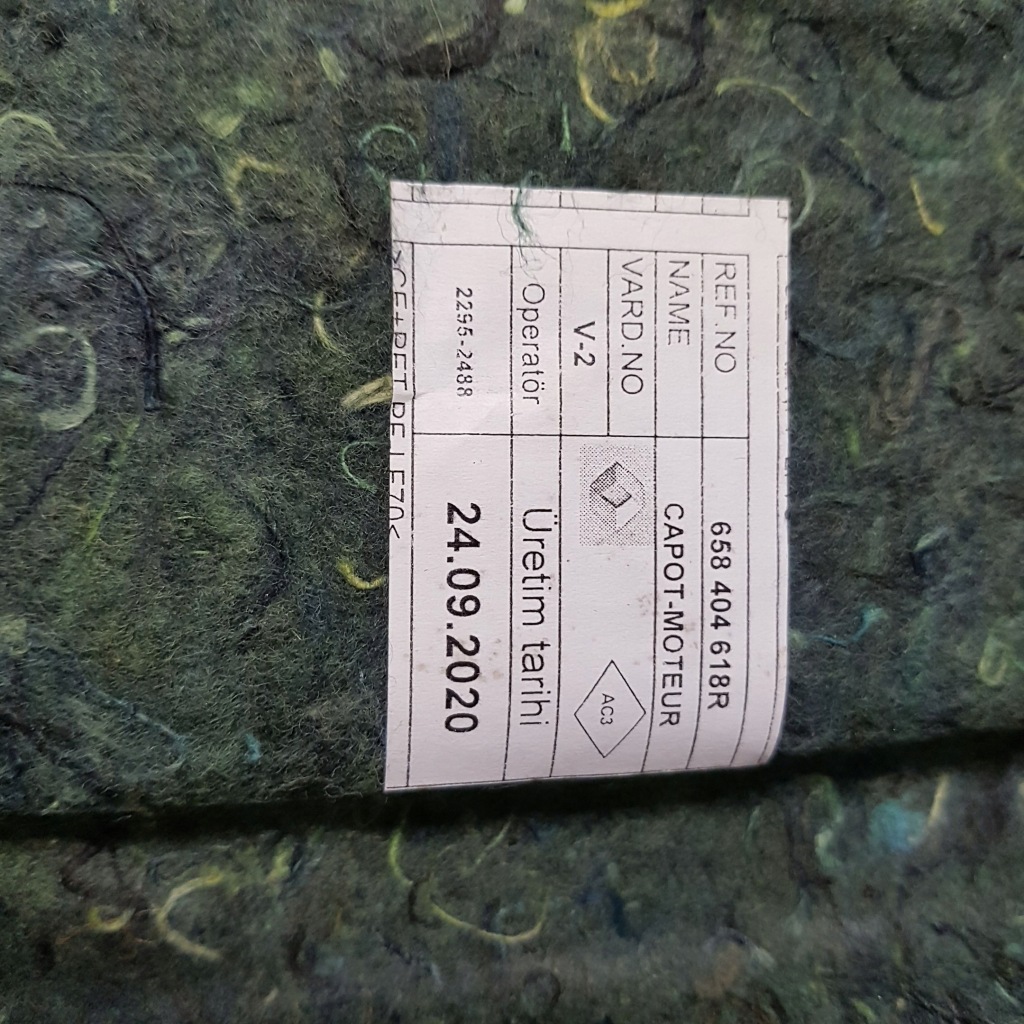 REF.NO 658 404 618R
NAME CAPOT-MOTEUR
VARD.NO
V-2
AC3
Operatör Üretim tarihi
2295-2488 24.09.2020